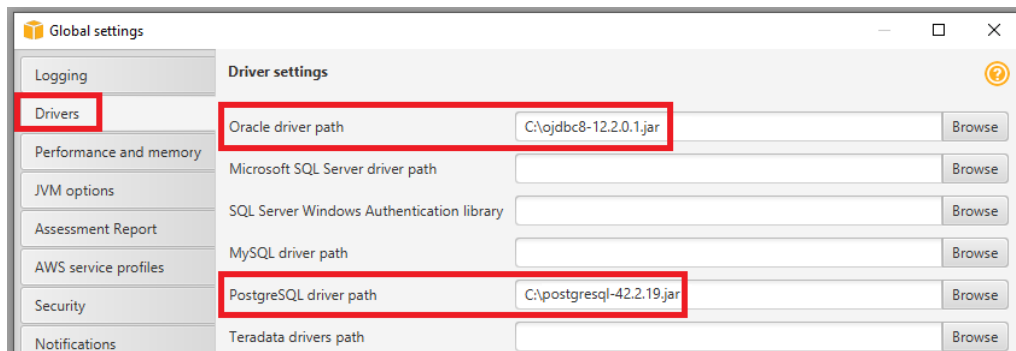 Global settings
Logging
Drivers
Performance and memory
JVM options
Assessment Report
AWS service profiles
Security
Notifications
Driver settings
?
Oracle driver path C:\ojdbc8-12.2.0.1.jar Browse
Microsoft SQL Server driver path Browse
SQL Server Windows Authentication library Browse
MySQL driver path Browse
PostgreSQL driver path C:\postgresql-42.2.19.jar Browse
Teradata drivers path Browse